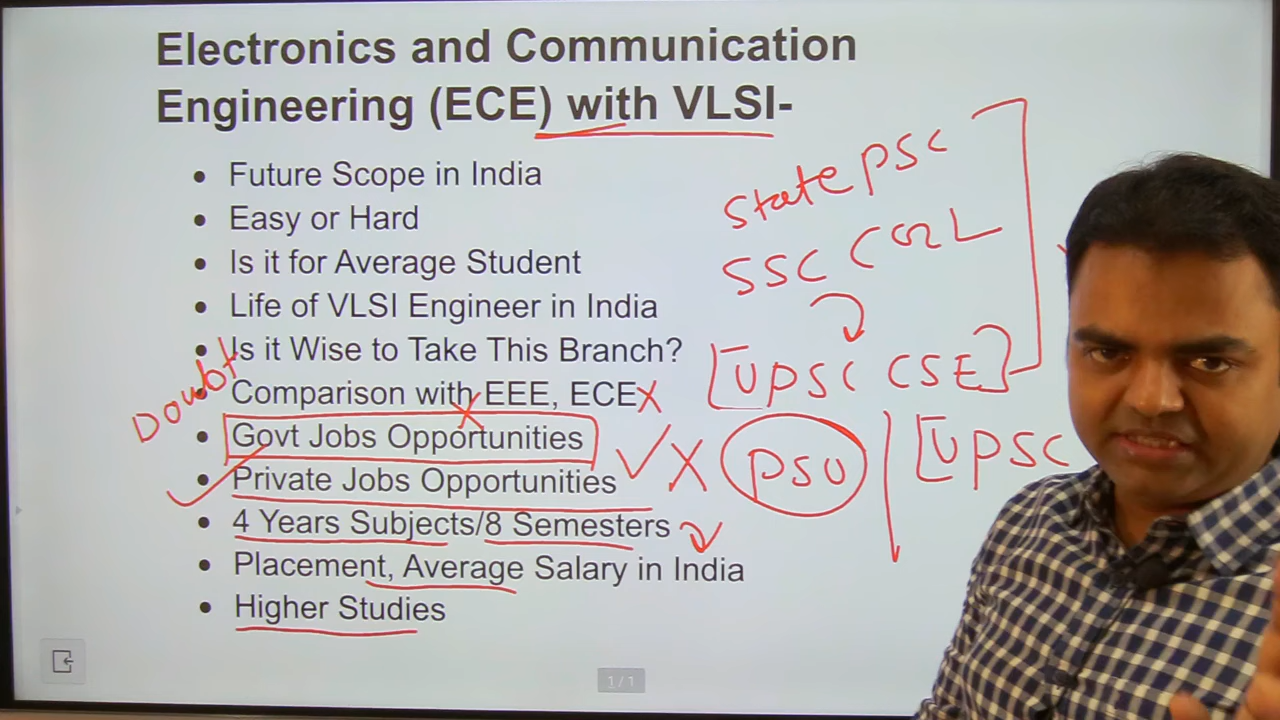 Electronics and Communication
Engineering (ECE) with VLSI-
• Future Scope in India
• Easy or Hard
• Is it for Average Student
• Life of VLSI Engineer in India
• Is it Wise to Take This Branch?
• Comparison with EEE, ECE
• Govt Jobs Opportunities
• Private Jobs Opportunities
• 4 Years Subjects/8 Semesters
• Placement, Average Salary in India
• Higher Studies
Doubt
State PSC
SSC CGL
[UPSC CSE]
PSU
[UPSC
1/1